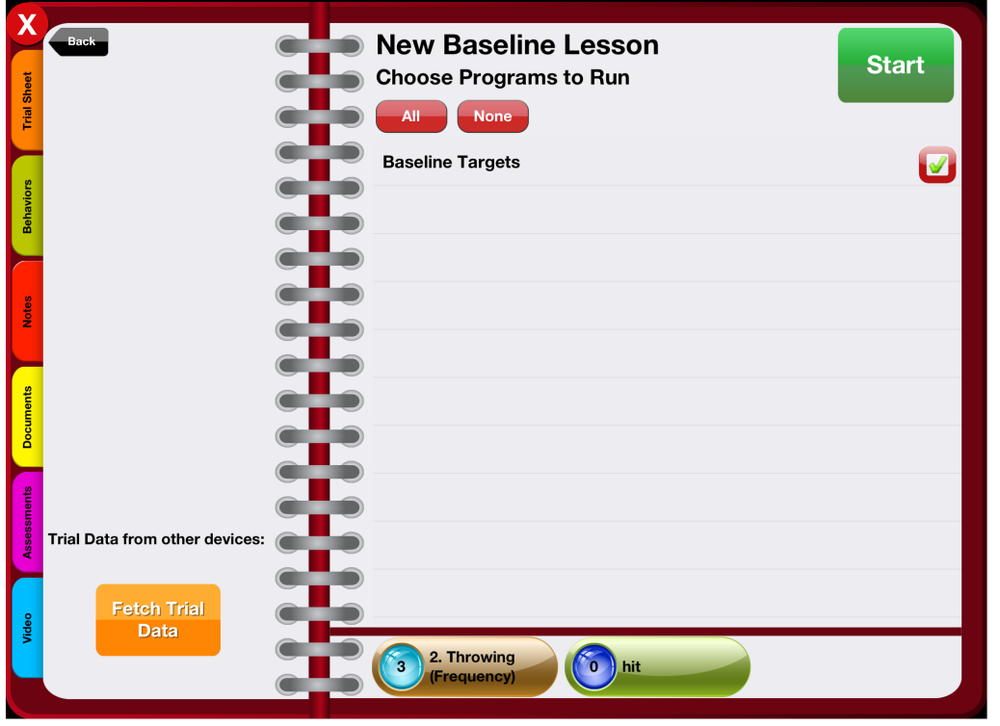 X
Back
Trial Sheet
Behaviors
Notes
Documents
Assessments
Video
Trial Data from other devices:
Fetch Trial
Data
New Baseline Lesson
Choose Programs to Run
Start
All
None
Baseline Targets
3
2. Throwing
(Frequency)
0
hit